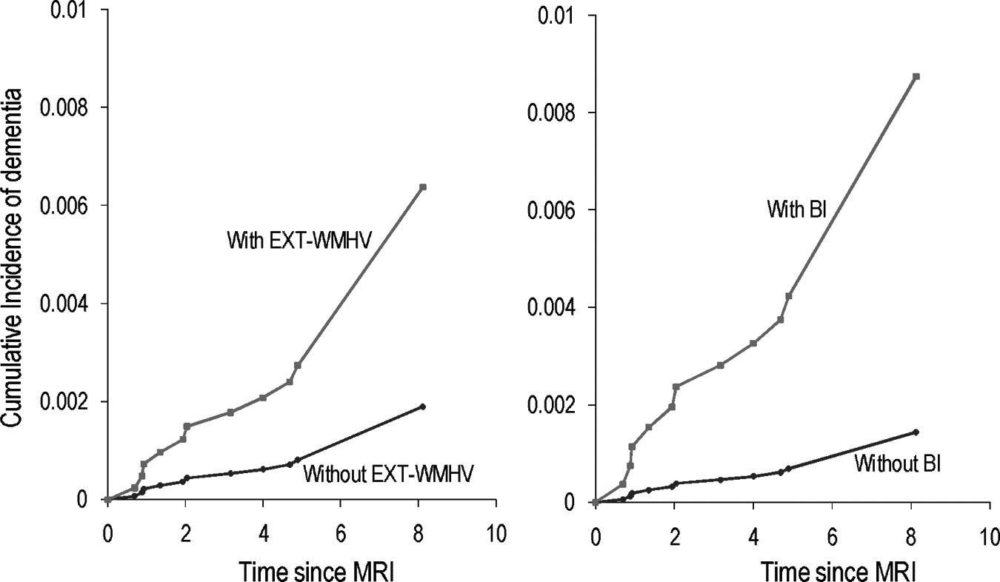 Cumulative Incidence of dementia
0.01
0.008
0.006
0.004
0.002
0
With EXT-WMHV
Without EXT-WMHV
0 2 4 6 8 10
Time since MRI
0.01
0.008
0.006
0.004
0.002
0
With BI
Without BI
0 2 4 6 8 10
Time since MRI